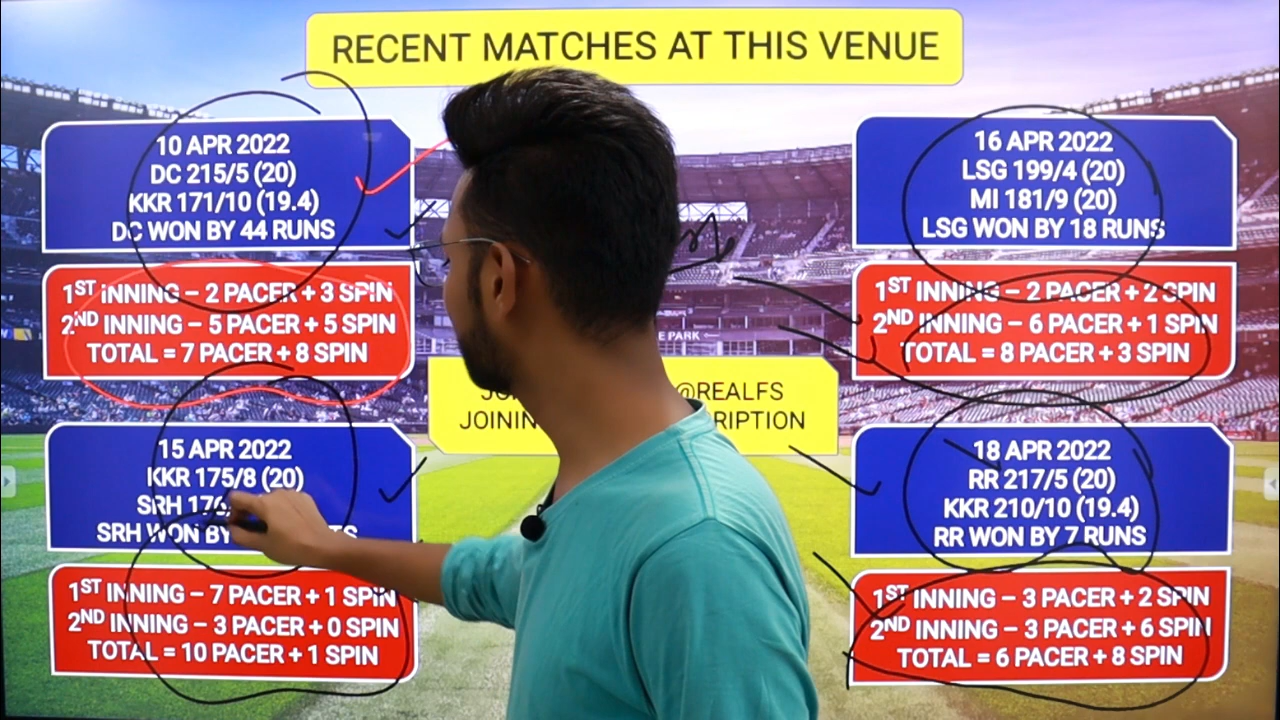 RECENT MATCHES AT THIS VENUE
10 APR 2022
DC 215/5 (20)
KKR 171/10 (19.4)
DC WON BY 44 RUNS
1ST INNING – 2 PACER + 3 SPIN
2ND INNING – 5 PACER + 5 SPIN
TOTAL = 7 PACER + 8 SPIN
15 APR 2022
KKR 175/8 (20)
SRH
SRH WON BY
1ST INNING – 7 PACER + 1 SPIN
2ND INNING – 3 PACER + 0 SPIN
TOTAL = 10 PACER + 1 SPIN
E PARK
@REALFS
16 APR 2022
LSG 199/4 (20)
MI 181/9 (20)
LSG WON BY 18 RUNS
1ST INNING – 2 PACER + 2 SPIN
2ND INNING – 6 PACER + 1 SPIN
TOTAL = 8 PACER + 3 SPIN
18 APR 2022
RR 217/5 (20)
KKR 210/10 (19.4)
RR WON BY 7 RUNS
1ST INNING – 3 PACER + 2 SPIN
2ND INNING – 3 PACER + 6 SPIN
TOTAL = 6 PACER + 8 SPIN